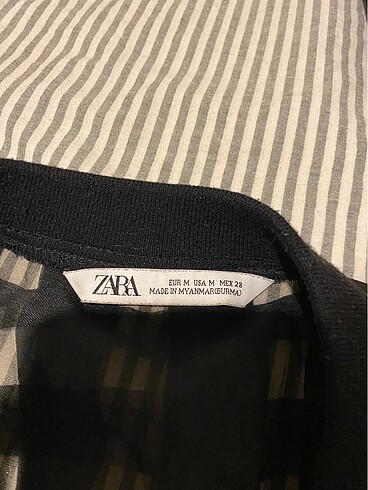 ZARA
EUR M USA M MEX 28
MADE IN MYANMAR(BURMA)